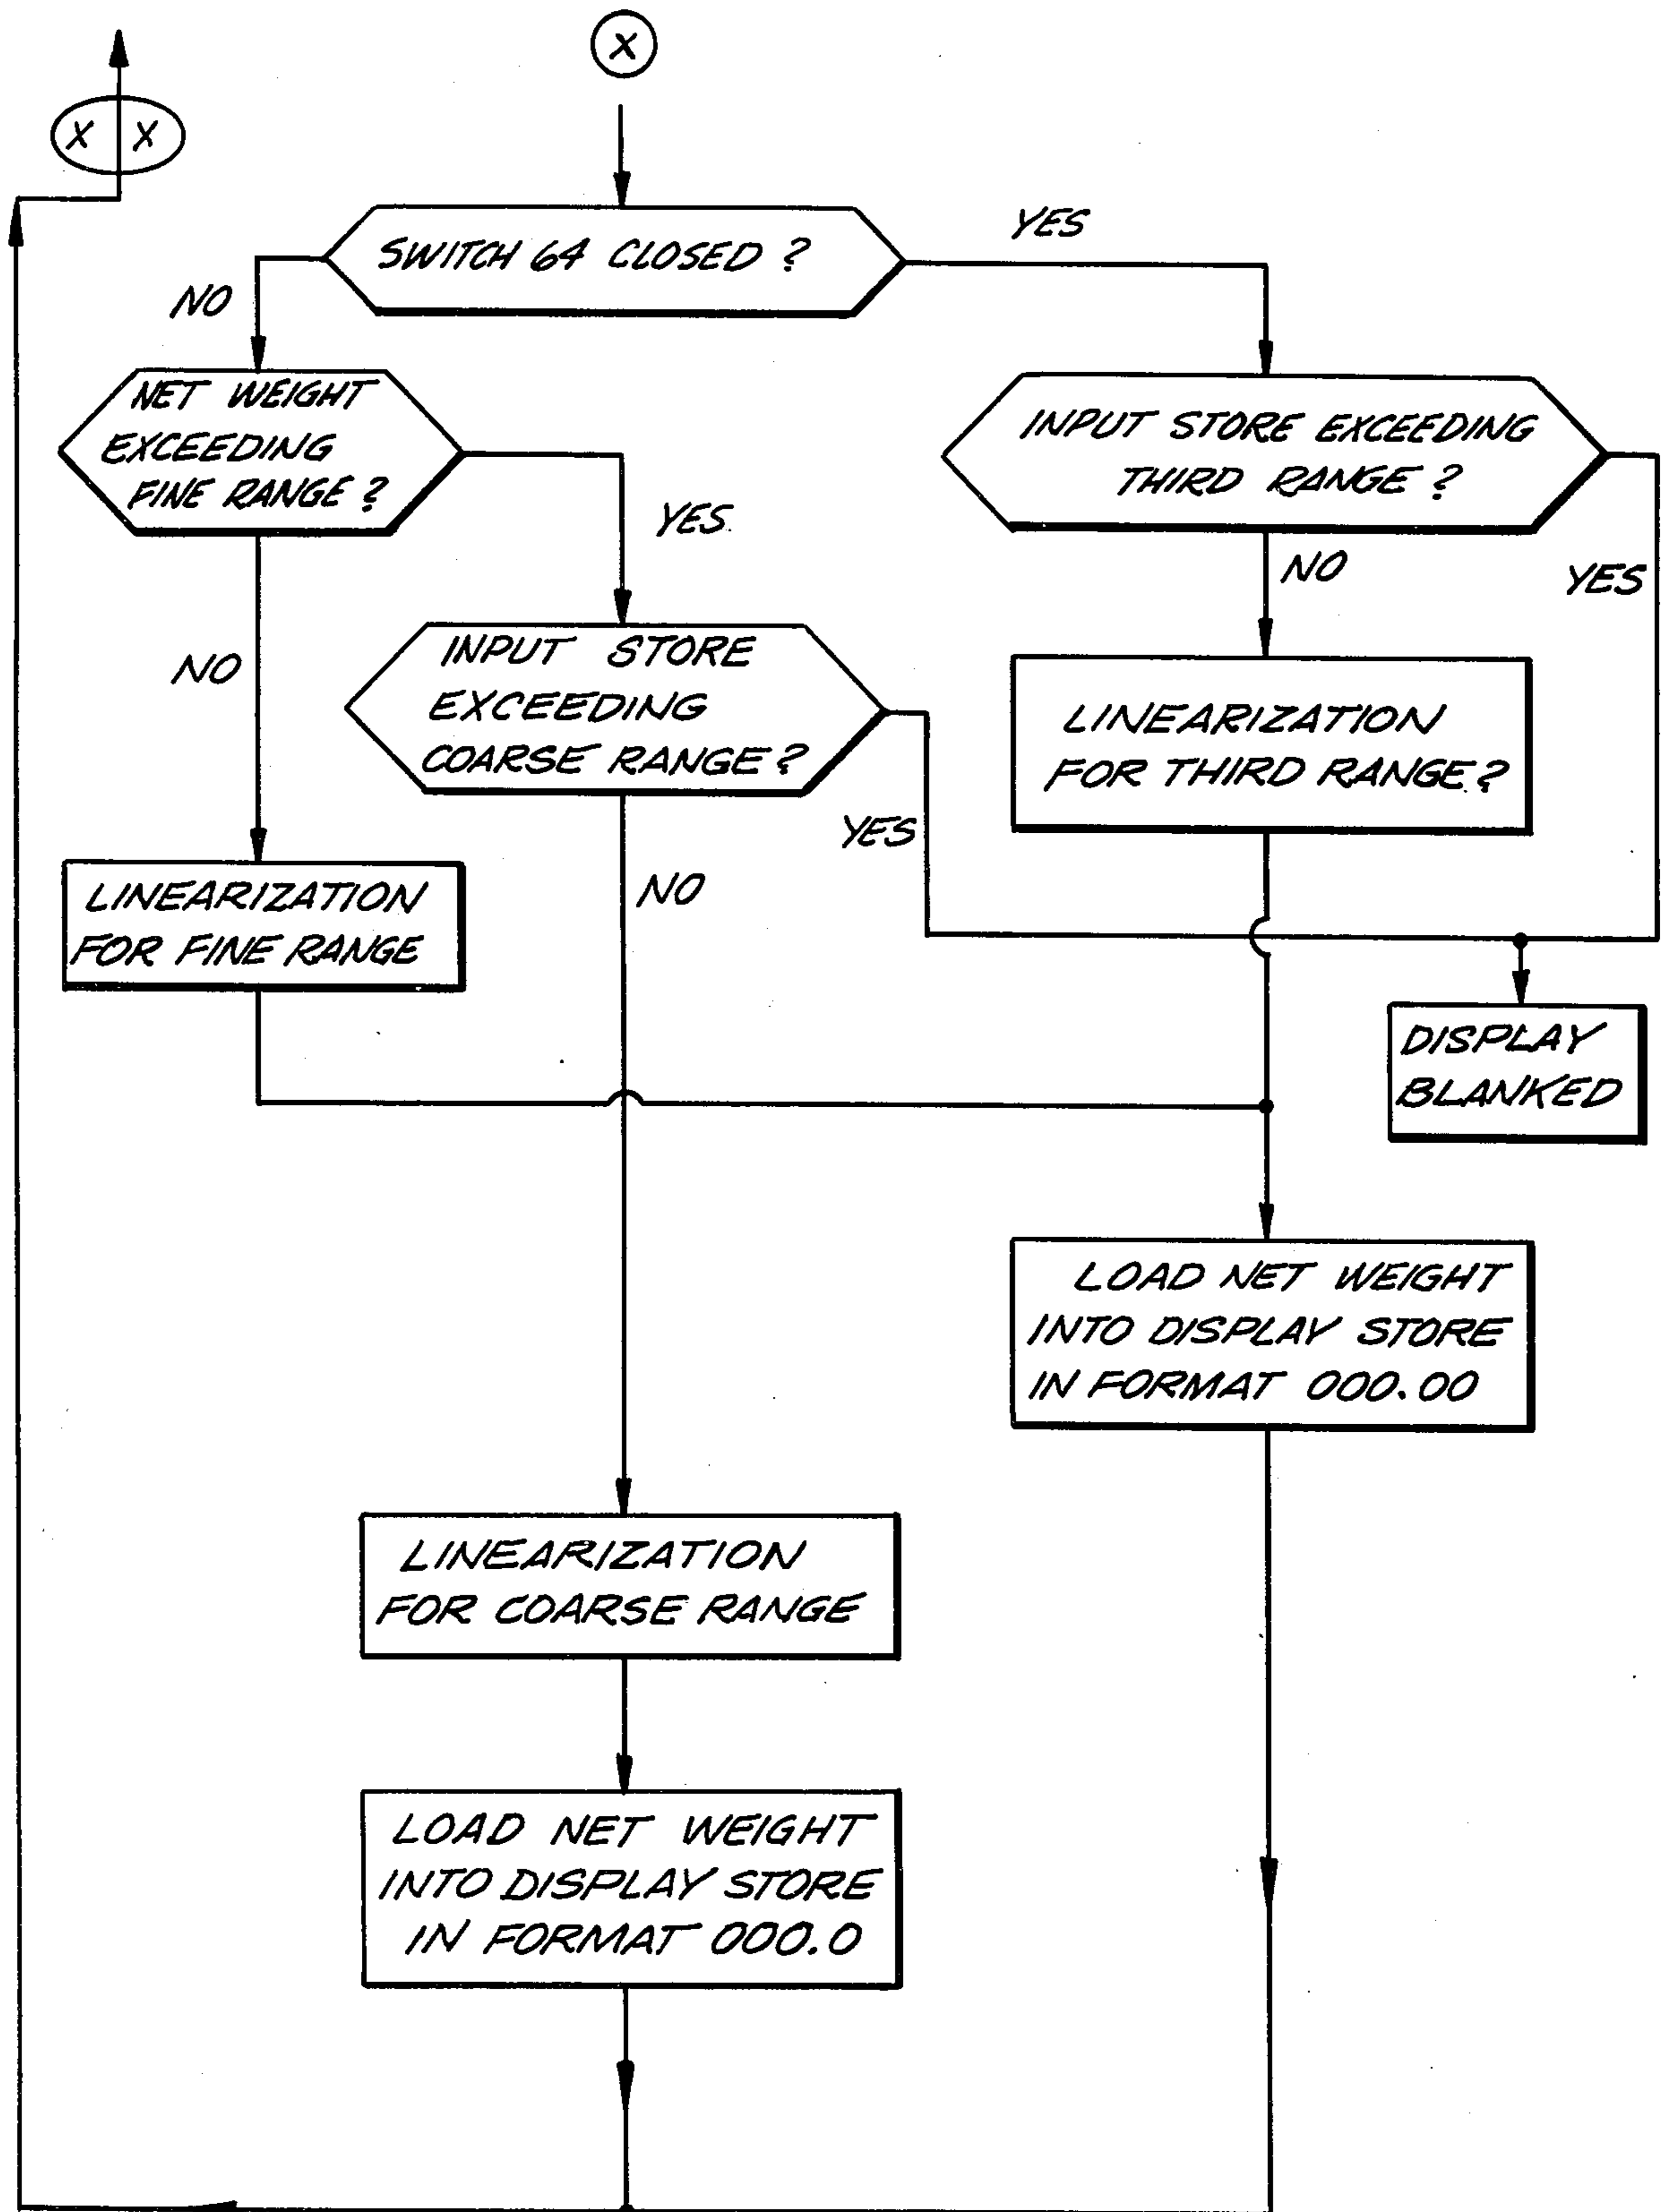 X
X X
SWITCH 64 CLOSED ?
YES
NO
NET WEIGHT
EXCEEDING
FINE RANGE ?
INPUT STORE EXCEEDING
THIRD RANGE ?
YES
NO
YES
NO
INPUT STORE
EXCEEDING
COARSE RANGE ?
LINEARIZATION
FOR THIRD RANGE ?
YES
NO
LINEARIZATION
FOR FINE RANGE
DISPLAY
BLANKED
LOAD NET WEIGHT
INTO DISPLAY STORE
IN FORMAT 000.00
LINEARIZATION
FOR COARSE RANGE
LOAD NET WEIGHT
INTO DISPLAY STORE
IN FORMAT 000.0